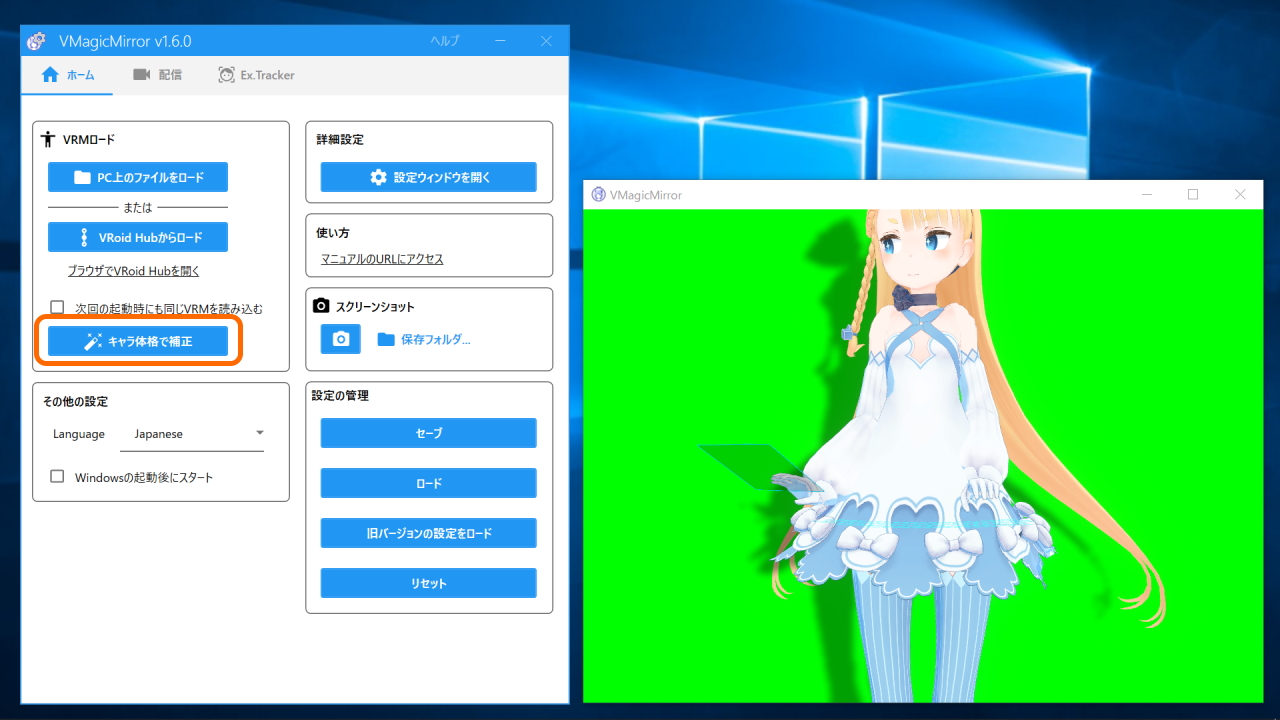 VMagicMirror v1.6.0
ヘルプ
ホーム
配信
Ex.Tracker
VRMロード
PC上のファイルをロード
または
VRoid Hubからロード
ブラウザでVRoid Hubを開く
次回の起動時にも同じVRMを読み込む
キャラ体格で補正
その他の設定
Language
Japanese
Windowsの起動後にスタート
詳細設定
設定ウィンドウを開く
使い方
マニュアルのURLにアクセス
スクリーンショット
保存フォルダ...
設定の管理
セーブ
ロード
旧バージョンの設定をロード
リセット
VMagicMirror